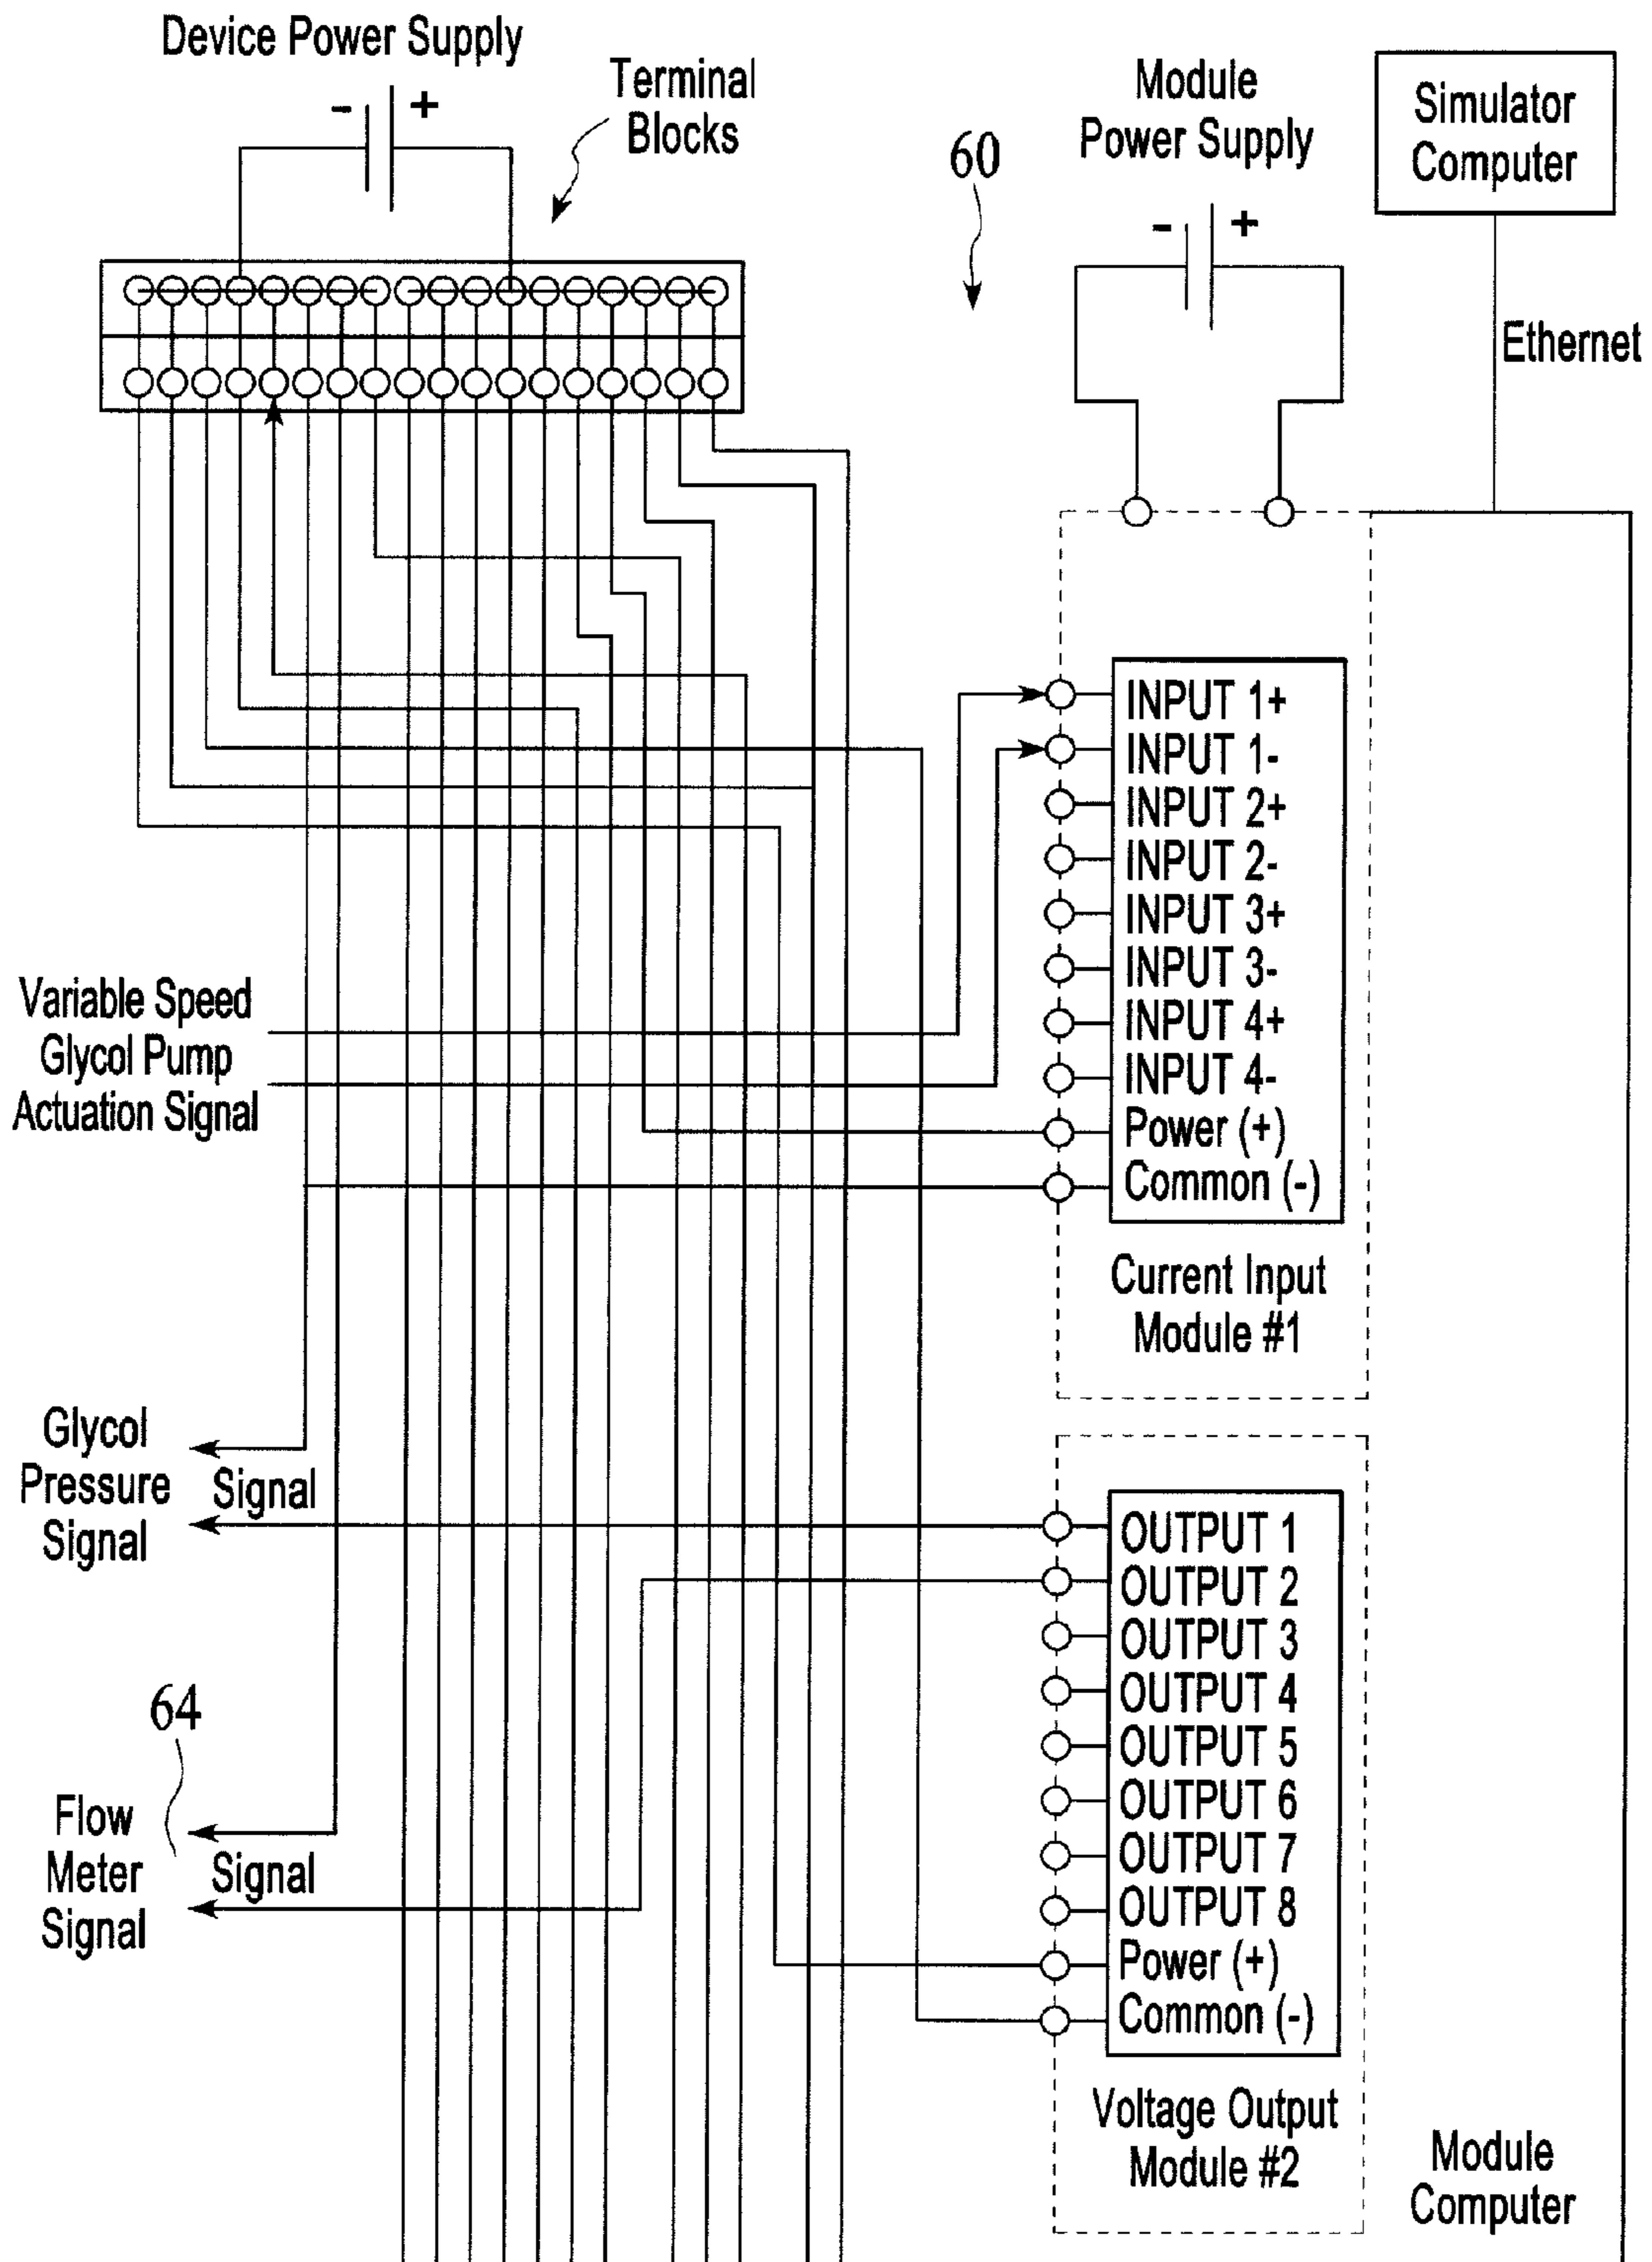 Device Power Supply
- +
Terminal
Blocks
60
Module
Power Supply
- +
Simulator
Computer
Ethernet
INPUT 1+
INPUT 1-
INPUT 2+
INPUT 2-
INPUT 3+
INPUT 3-
INPUT 4+
INPUT 4-
Power (+)
Common (-)
Current Input
Module #1
Variable Speed
Glycol Pump
Actuation Signal
Glycol
Pressure
Signal
Signal
OUTPUT 1
OUTPUT 2
OUTPUT 3
OUTPUT 4
OUTPUT 5
OUTPUT 6
OUTPUT 7
OUTPUT 8
Power (+)
Common (-)
Voltage Output
Module #2
64
Flow
Meter
Signal
Signal
Module
Computer